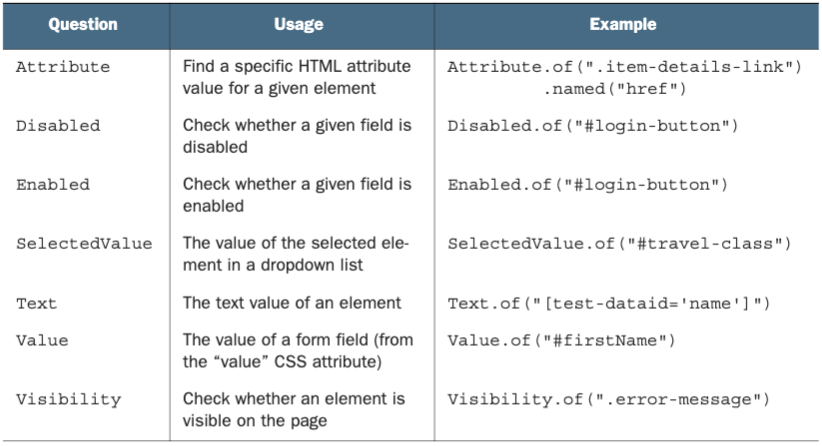 Question Usage Example
Attribute Find a specific HTML attribute Attribute.of(".item-details-link")
value for a given element .named("href")
Disabled Check whether a given field is Disabled.of("#login-button")
disabled
Enabled Check whether a given field is Enabled.of("#login-button")
enabled
SelectedValue The value of the selected ele- SelectedValue.of("#travel-class")
ment in a dropdown list
Text The text value of an element Text.of("[test-dataid='name']")
Value The value of a form field (from Value.of("#firstName")
the “value” CSS attribute)
Visibility Check whether an element is Visibility.of(".error-message")
visible on the page